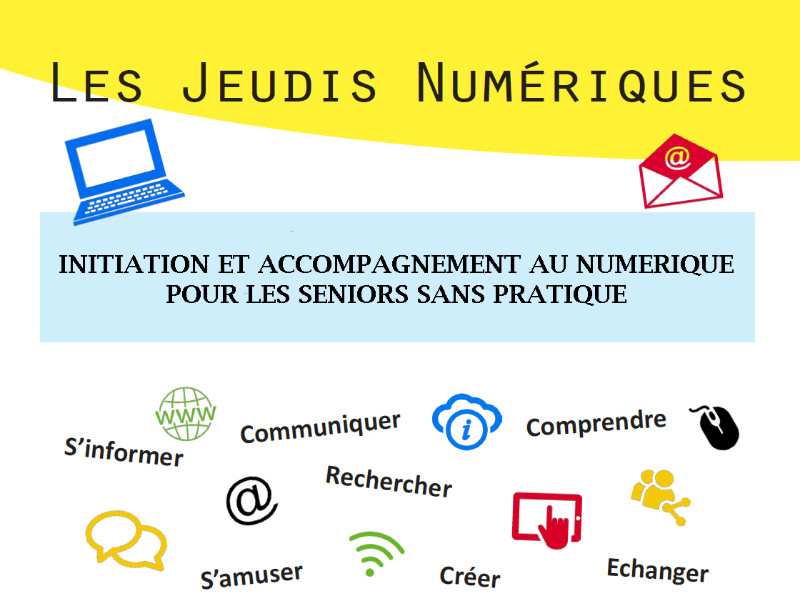 Les Jeudis Numériques
@
INITIATION ET ACCOMPAGNEMENT AU NUMERIQUE
POUR LES SENIORS SANS PRATIQUE
www
Communiquer
i
Comprendre
S'informer
Rechercher
@
S'amuser
Créer
Echanger